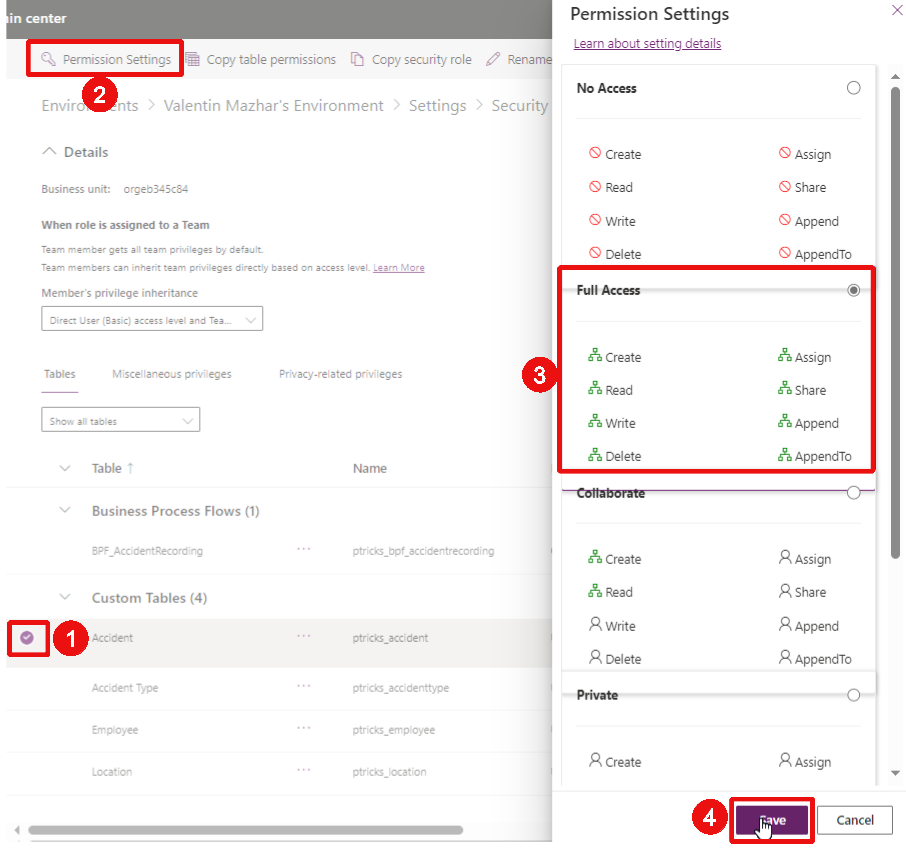 in center
Permission Settings
Copy table permissions
Copy security role
Rename
2
Environments > Valentin Mazhar's Environment > Settings > Security
Details
Business unit: orgeb345c84
When role is assigned to a Team
Team member gets all team privileges by default.
Team members can inherit team privileges directly based on access level. Learn More
Member's privilege inheritance
Direct User (Basic) access level and Tea...
Tables
Miscellaneous privileges
Privacy-related privileges
Show all tables
Table ↑
Name
Business Process Flows (1)
BPF_AccidentRecording
...
ptricks_bpf_accidentrecording
Custom Tables (4)
1
Accident
...
ptricks_accident
Accident Type
...
ptricks_accidenttype
Employee
...
ptricks_employee
Location
...
ptricks_location
Permission Settings
Learn about setting details
No Access
Create
Assign
Read
Share
Write
Append
Delete
AppendTo
3
Full Access
Create
Assign
Read
Share
Write
Append
Delete
AppendTo
Collaborate
Create
Assign
Read
Share
Write
Append
Delete
AppendTo
Private
Create
Assign
4
Save
Cancel